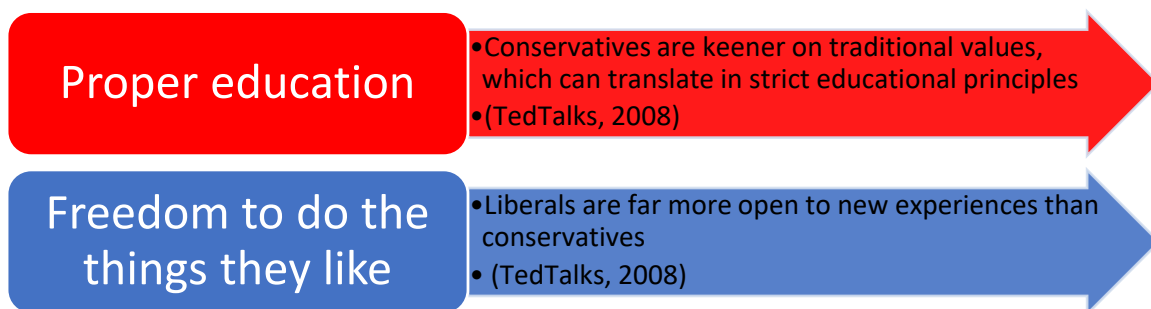 Proper education
•Conservatives are keener on traditional values,
which can translate in strict educational principles
•(TedTalks, 2008)
Freedom to do the
things they like
•Liberals are far more open to new experiences than
conservatives
• (TedTalks, 2008)